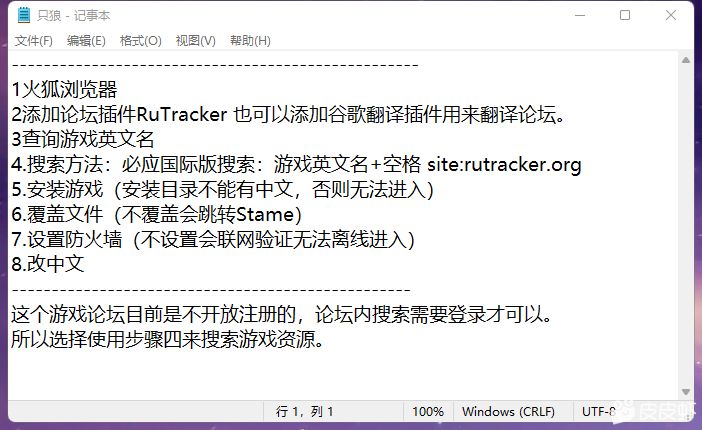 只狼 - 记事本
文件(F) 编辑(E) 格式(O) 视图(V) 帮助(H)
---------------------------------------------------
1火狐浏览器
2添加论坛插件RuTracker 也可以添加谷歌翻译插件用来翻译论坛。
3查询游戏英文名
4.搜索方法：必应国际版搜索：游戏英文名+空格 site:rutracker.org
5.安装游戏（安装目录不能有中文，否则无法进入）
6.覆盖文件（不覆盖会跳转Stame）
7.设置防火墙（不设置会联网验证无法离线进入）
8.改中文
--------------------------------------------------
这个游戏论坛目前是不开放注册的，论坛内搜索需要登录才可以。
所以选择使用步骤四来搜索游戏资源。
行 1，列 1 100% Windows (CRLF) UTF-8
皮皮虾